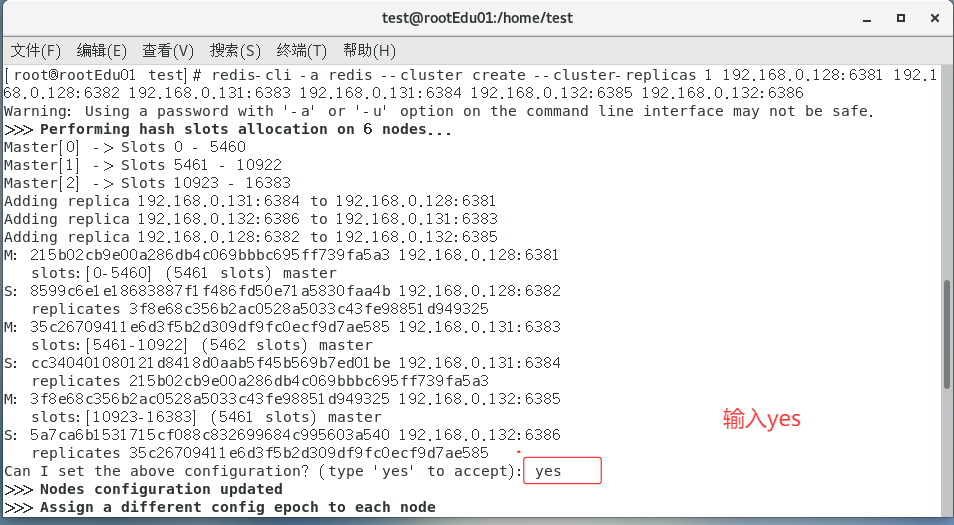 test@rootEdu01:/home/test
文件(F) 编辑(E) 查看(V) 搜索(S) 终端(T) 帮助(H)
[root@rootEdu01 test]# redis-cli -a redis --cluster create --cluster-replicas 1 192.168.0.128:6381 192.1
68.0.128:6382 192.168.0.131:6383 192.168.0.131:6384 192.168.0.132:6385 192.168.0.132:6386
Warning: Using a password with '-a' or '-u' option on the command line interface may not be safe.
>>> Performing hash slots allocation on 6 nodes...
Master[0] -> Slots 0 - 5460
Master[1] -> Slots 5461 - 10922
Master[2] -> Slots 10923 - 16383
Adding replica 192.168.0.131:6384 to 192.168.0.128:6381
Adding replica 192.168.0.132:6386 to 192.168.0.131:6383
Adding replica 192.168.0.128:6382 to 192.168.0.132:6385
M: 215b02cb9e00a286db4c069bbbc695ff739fa5a3 192.168.0.128:6381
slots:[0-5460] (5461 slots) master
S: 8599c6e1e18683887f1f486fd50e71a5830faa4b 192.168.0.128:6382
replicates 3f8e68c356b2ac0528a5033c43fe98851d949325
M: 35c26709411e6d3f5b2d309df9fc0ecf9d7ae585 192.168.0.131:6383
slots:[5461-10922] (5462 slots) master
S: cc340401080121d8418d0aab5f45b569b7ed01be 192.168.0.131:6384
replicates 215b02cb9e00a286db4c069bbbc695ff739fa5a3
M: 3f8e68c356b2ac0528a5033c43fe98851d949325 192.168.0.132:6385
slots:[10923-16383] (5461 slots) master
输入yes
S: 5a7ca6b1531715cf088c832699684c995603a540 192.168.0.132:6386
replicates 35c26709411e6d3f5b2d309df9fc0ecf9d7ae585
Can I set the above configuration? (type 'yes' to accept): yes
>>> Nodes configuration updated
>>> Assign a different config epoch to each node